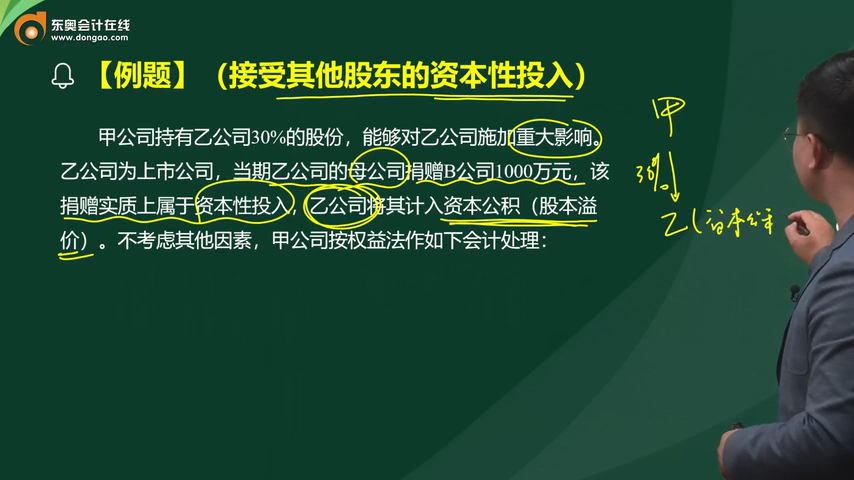 东奥会计在线
www.dongao.com
【例题】（接受其他股东的资本性投入）
甲公司持有乙公司30%的股份，能够对乙公司施加重大影响。
乙公司为上市公司，当期乙公司的母公司捐赠B公司1000万元，该
捐赠实质上属于资本性投入，乙公司将其计入资本公积（股本溢
价）。不考虑其他因素，甲公司按权益法作如下会计处理：
甲
30%
乙（资本公积